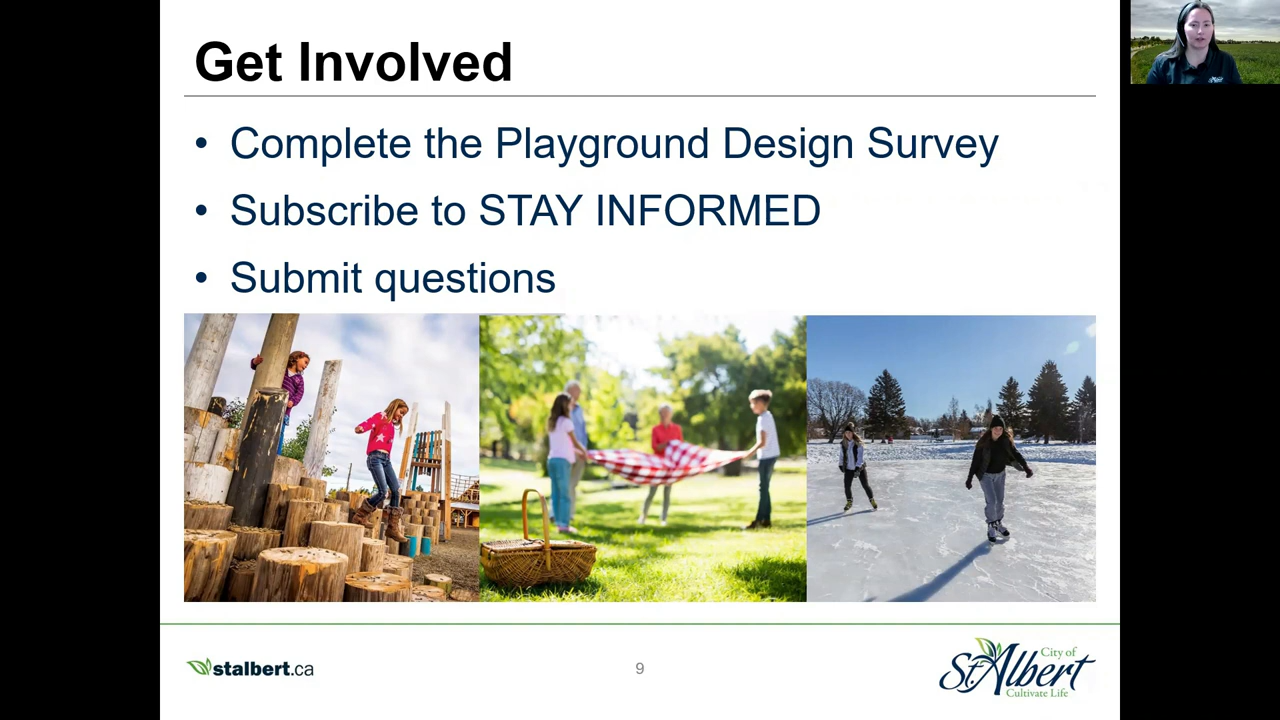 Get Involved
• Complete the Playground Design Survey
• Subscribe to STAY INFORMED
• Submit questions
stalbert.ca
9
City of
St. Albert
Cultivate Life